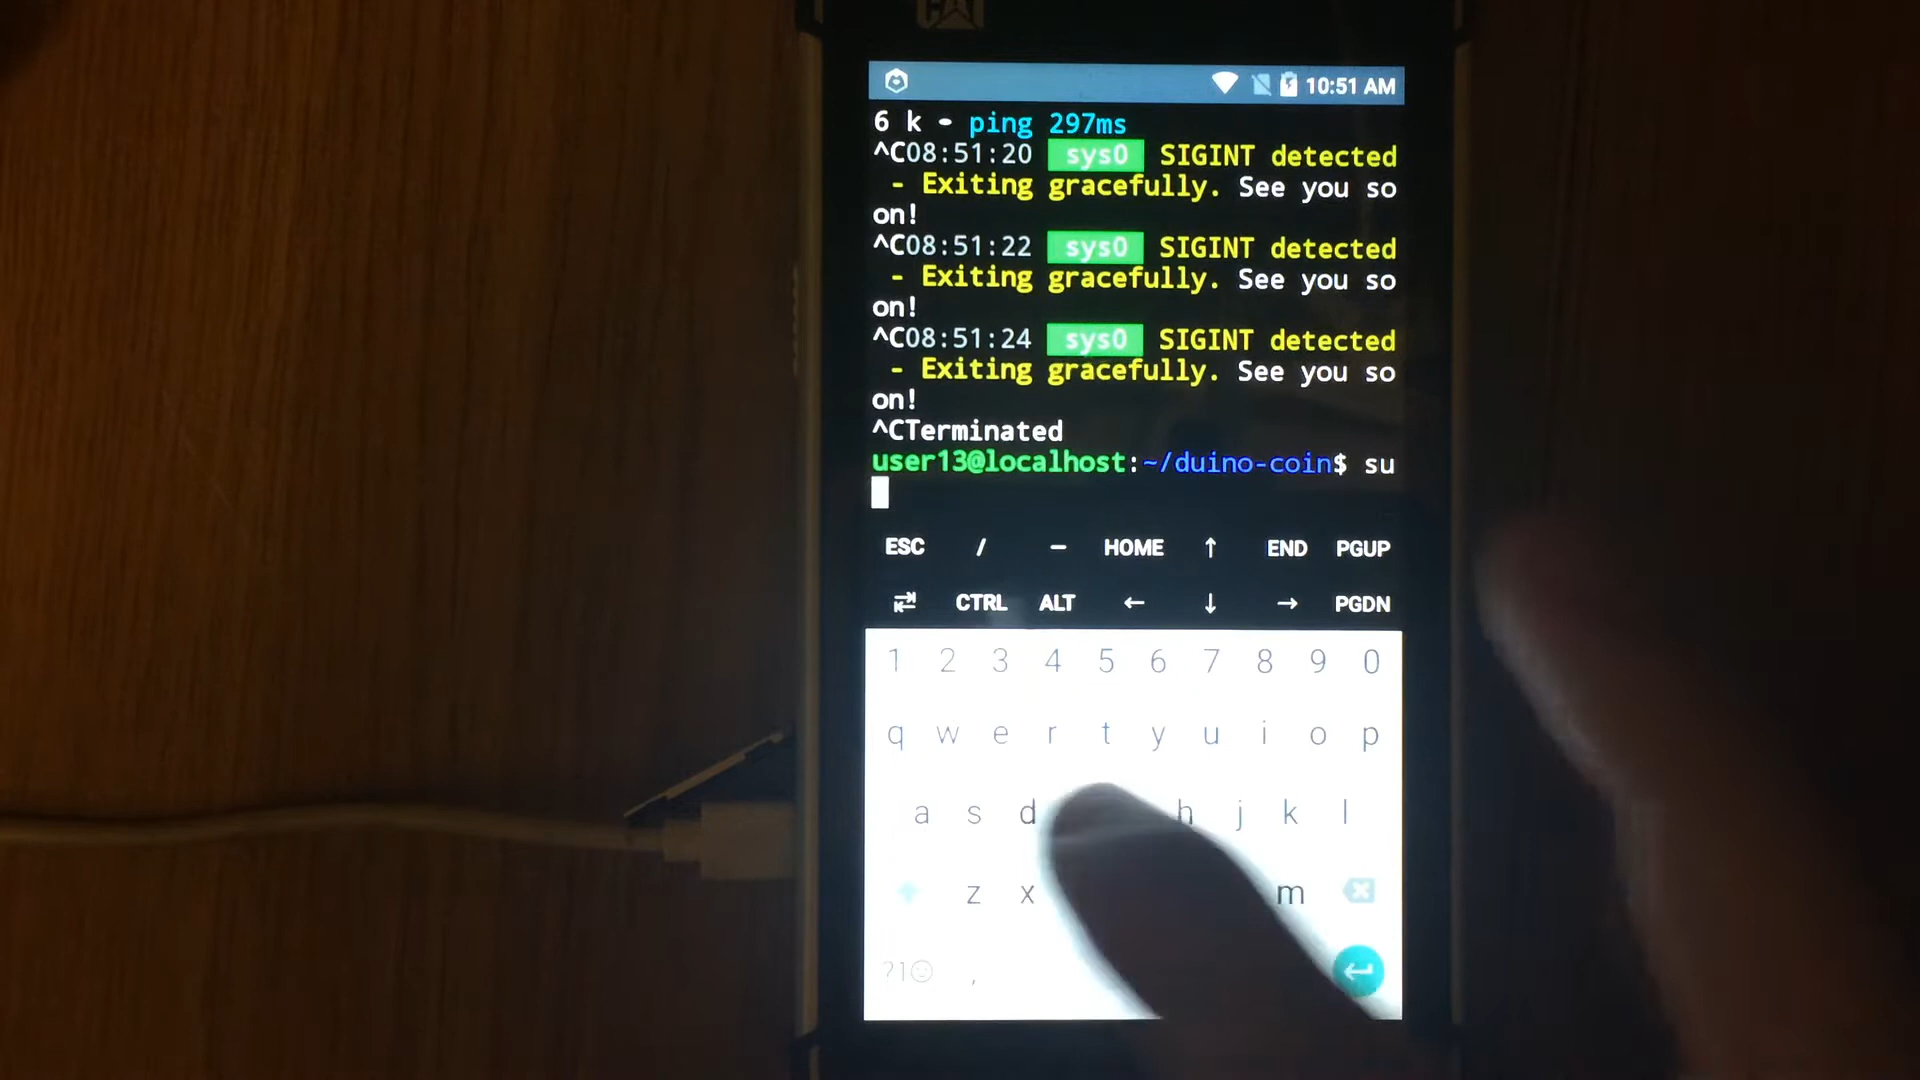 10:51 AM
6 k - ping 297ms
^C08:51:20 sys0 SIGINT detected
- Exiting gracefully. See you so
on!
^C08:51:22 sys0 SIGINT detected
- Exiting gracefully. See you so
on!
^C08:51:24 sys0 SIGINT detected
- Exiting gracefully. See you so
on!
^CTerminated
user13@localhost:~/duino-coin$ su
ESC / - HOME ↑ END PGUP
CTRL ALT ← ↓ → PGDN
1 2 3 4 5 6 7 8 9 0
q w e r t y u i o p
a s d h j k l
z x m
?1☺ ,